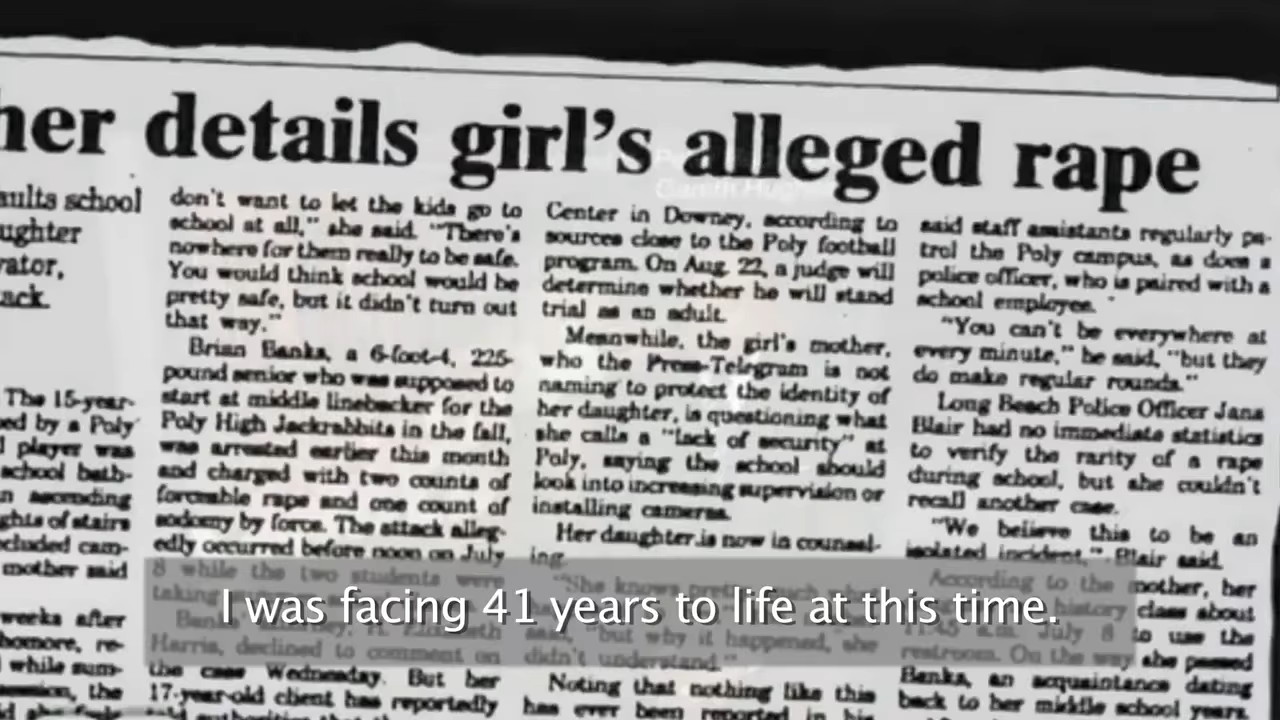 her details girl's alleged rape
aults school
ughter
vator,
ack.
The 15-year-
ed by a Poly
player was
school bath-
n ascending
ghts of stairs
cluded cam-
mother said
weeks after
homore, re-
while sum-
ession, the
don't want to let the kids go to
school at all," she said. "There's
nowhere for them really to be safe.
You would think school would be
pretty safe, but it didn't turn out
that way."
Brian Banks, a 6-foot-4, 225-
pound senior who was supposed to
start at middle linebacker for the
Poly High Jackrabbits in the fall,
was arrested earlier this month
and charged with two counts of
forceable rape and one count of
sodomy by force. The attack alleg-
edly occurred before noon on July
8 while the two students were
taking
Harris, declined to comment on
the case Wednesday. But her
17-year-old client has reportedly
Center in Downey, according to
sources close to the Poly football
program. On Aug. 22, a judge will
determine whether he will stand
trial as an adult.
Meanwhile, the girl's mother,
who the Press-Telegram is not
naming to protect the identity of
her daughter, is questioning what
she calls a "lack of security" at
Poly, saying the school should
look into increasing supervision or
installing cameras.
Her daughter is now in counsel-
ing.
"but why it happened," she
didn't understand."
Noting that nothing like this
has ever been reported in his
said staff assistants regularly pa-
trol the Poly campus, as does a
police officer, who is paired with a
school employee.
"You can't be everywhere at
every minute," he said, "but they
do make regular rounds."
Long Beach Police Officer Jana
Blair had no immediate statistics
to verify the rarity of a rape
during school, but she couldn't
recall another case.
"We believe this to be an
isolated incident," Blair said.
According to the mother, her
history class about
11:45 a.m. July 8 to use the
restroom. On the way she passed
Banks, an acquaintance dating
back to her middle school years.
I was facing 41 years to life at this time.